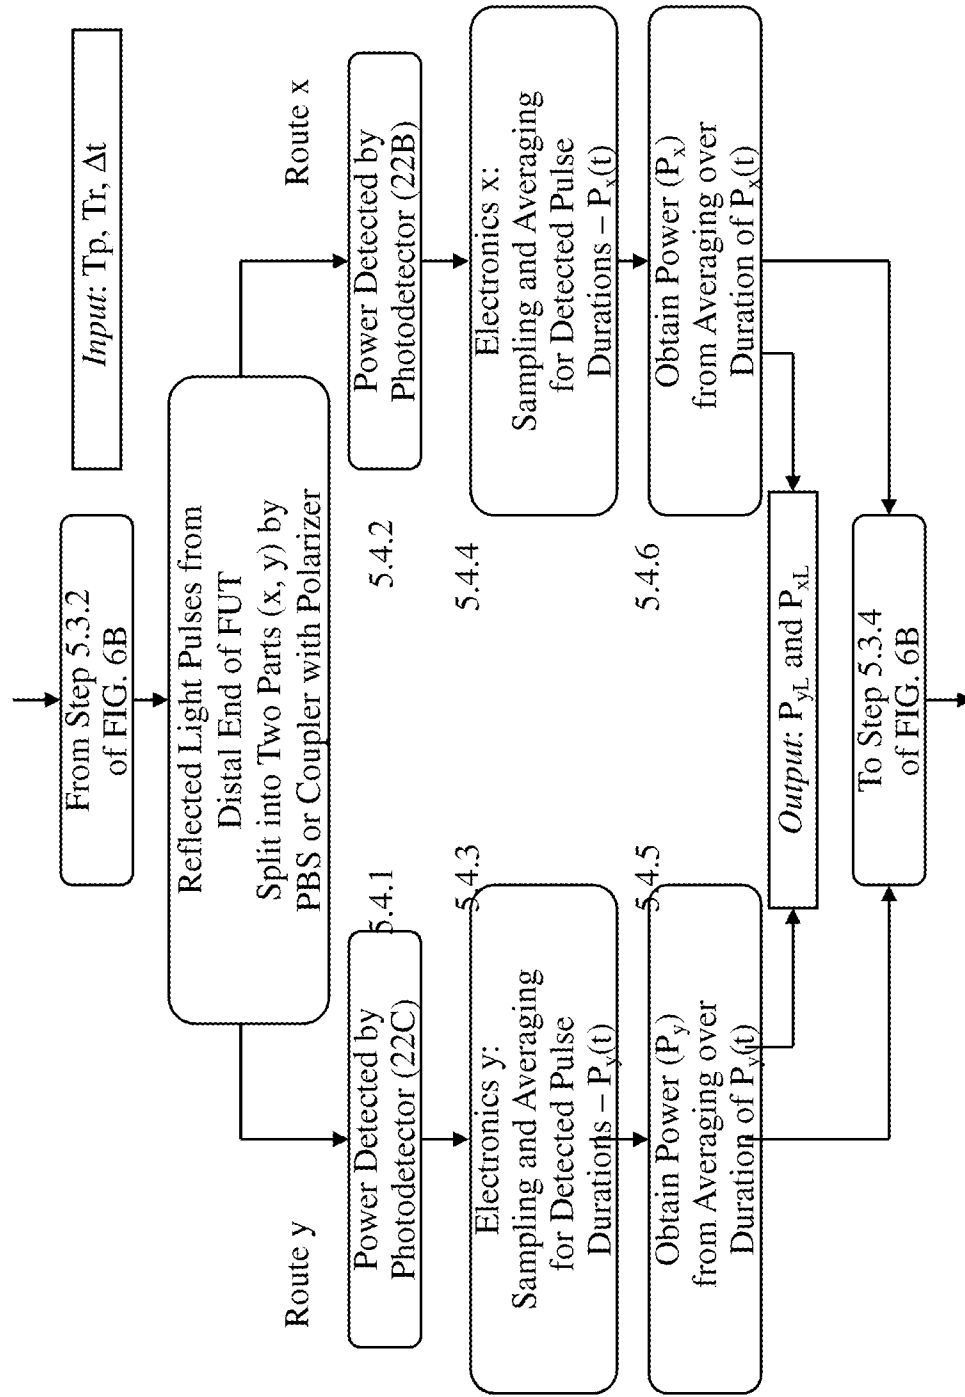 Input: Tp, Tr, Δt
From Step 5.3.2
of FIG. 6B
Reflected Light Pulses from
Distal End of FUT
Split into Two Parts (x, y) by
PBS or Coupler with Polarizer
Route y
Route x
Power Detected by
Photodetector (22C)
5.4.1
Power Detected by
Photodetector (22B)
5.4.2
Electronics y:
Sampling and Averaging
for Detected Pulse
Durations – Py(t)
5.4.3
Electronics x:
Sampling and Averaging
for Detected Pulse
Durations – Px(t)
5.4.4
Obtain Power (Py)
from Averaging over
Duration of Py(t)
5.4.5
Obtain Power (Px)
from Averaging over
Duration of Px(t)
5.4.6
Output: PyL and PxL
To Step 5.3.4
of FIG. 6B